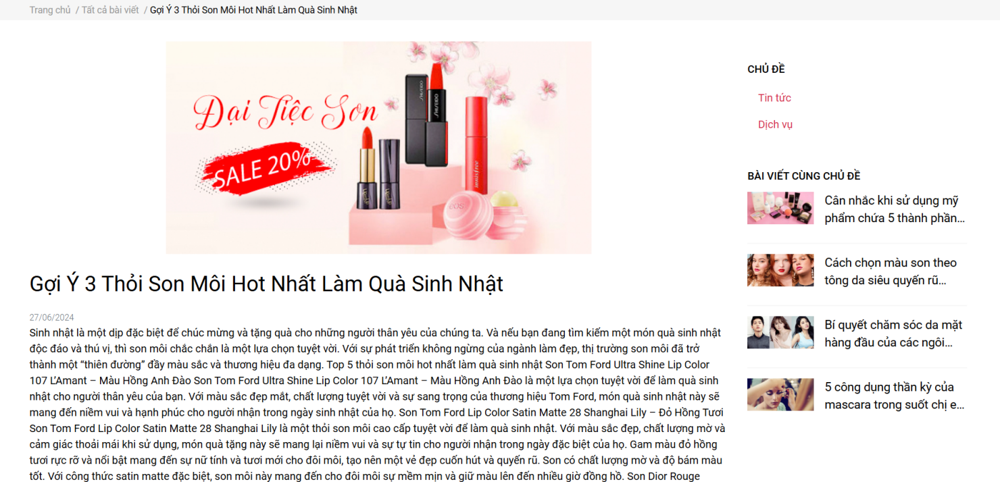 Trang chủ / Tất cả bài viết / Gợi Ý 3 Thỏi Son Môi Hot Nhất Làm Quà Sinh Nhật
Đại Tiệc Son
SALE 20%
SHISEIDO
SHISEIDO
innisfree
eos
Gợi Ý 3 Thỏi Son Môi Hot Nhất Làm Quà Sinh Nhật
27/06/2024
Sinh nhật là một dịp đặc biệt để chúc mừng và tặng quà cho những người thân yêu của chúng ta. Và nếu bạn đang tìm kiếm một món quà sinh nhật
độc đáo và thú vị, thì son môi chắc chắn là một lựa chọn tuyệt vời. Với sự phát triển không ngừng của ngành làm đẹp, thị trường son môi đã trở
thành một “thiên đường” đầy màu sắc và thương hiệu đa dạng. Top 5 thỏi son môi hot nhất làm quà sinh nhật Son Tom Ford Ultra Shine Lip Color
107 L’Amant – Màu Hồng Anh Đào Son Tom Ford Ultra Shine Lip Color 107 L’Amant – Màu Hồng Anh Đào là một lựa chọn tuyệt vời để làm quà sinh
nhật cho người thân yêu của bạn. Với màu sắc đẹp mắt, chất lượng tuyệt vời và sự sang trọng của thương hiệu Tom Ford, món quà sinh nhật này sẽ
mang đến niềm vui và hạnh phúc cho người nhận trong ngày sinh nhật của họ. Son Tom Ford Lip Color Satin Matte 28 Shanghai Lily – Đỏ Hồng Tươi
Son Tom Ford Lip Color Satin Matte 28 Shanghai Lily là một thỏi son môi cao cấp tuyệt vời để làm quà sinh nhật. Với màu sắc đẹp, chất lượng mờ và
cảm giác thoải mái khi sử dụng, món quà tặng này sẽ mang lại niềm vui và sự tự tin cho người nhận trong ngày đặc biệt của họ. Gam màu đỏ hồng
tươi rực rỡ và nổi bật mang đến sự nữ tính và tươi mới cho đôi môi, tạo nên một vẻ đẹp cuốn hút và quyến rũ. Son có chất lượng mờ và độ bám màu
tốt. Với công thức satin matte đặc biệt, son môi này mang đến cho đôi môi sự mềm mịn và giữ màu lên đến nhiều giờ đồng hồ. Son Dior Rouge
CHỦ ĐỀ
Tin tức
Dịch vụ
BÀI VIẾT CÙNG CHỦ ĐỀ
Cân nhắc khi sử dụng mỹ
phẩm chứa 5 thành phần...
Cách chọn màu son theo
tông da siêu quyến rũ...
Bí quyết chăm sóc da mặt
hàng đầu của các ngôi...
5 công dụng thần kỳ của
mascara trong suốt chị e...